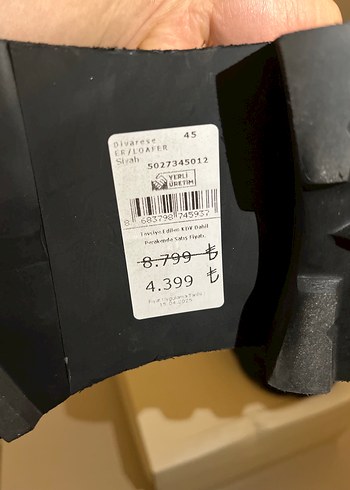 Divarese 45
ER/LOAFER
Siyah
5027345012
YERLİ
ÜRETİM
8 683798 745937
Tavsiye Edilen KDV Dahil
Perakende Satış Fiyatı
8.799 ₺
4.399 ₺